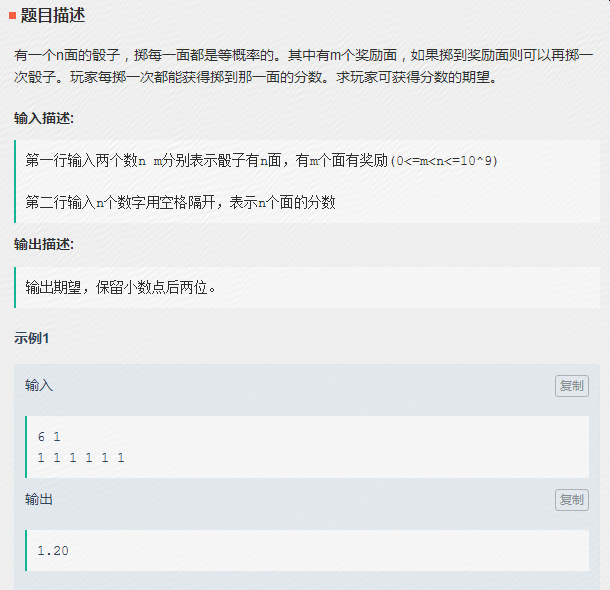 题目描述
有一个n面的骰子，掷每一面都是等概率的。其中有m个奖励面，如果掷到奖励面则可以再掷一
次骰子。玩家每掷一次都能获得掷到那一面的分数。求玩家可获得分数的期望。
输入描述:
第一行输入两个数n m分别表示骰子有n面，有m个面有奖励(0<=m<n<=10^9)
第二行输入n个数字用空格隔开，表示n个面的分数
输出描述:
输出期望，保留小数点后两位。
示例1
输入 复制
6 1
1 1 1 1 1 1
输出 复制
1.20